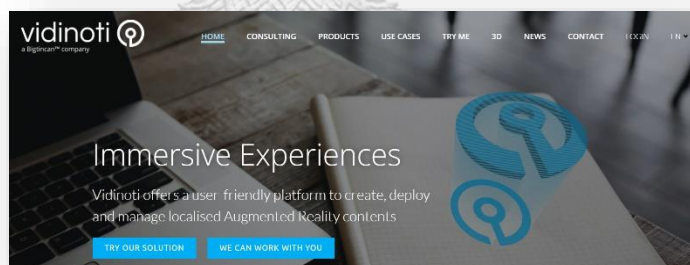 vidinoti
a Bigtincan™ company
HOME CONSULTING PRODUCTS USE CASES TRY ME 3D NEWS CONTACT LOGIN EN
Immersive Experiences
Vidinoti offers a user-friendly platform to create, deploy
and manage localised Augmented Reality contents
TRY OUR SOLUTION WE CAN WORK WITH YOU